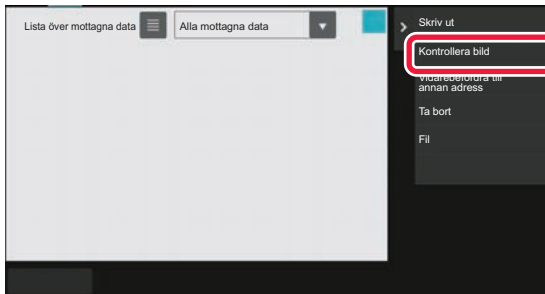 Lista över mottagna data
Alla mottagna data
Skriv ut
Kontrollera bild
Vidarebefordra till
annan adress
Ta bort
Fil